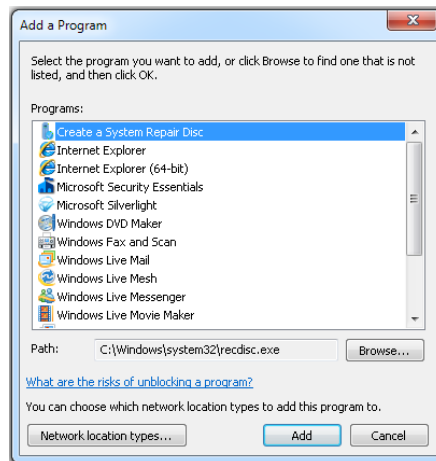 Add a Program
Select the program you want to add, or click Browse to find one that is not
listed, and then click OK.
Programs:
Create a System Repair Disc
Internet Explorer
Internet Explorer (64-bit)
Microsoft Security Essentials
Microsoft Silverlight
Windows DVD Maker
Windows Fax and Scan
Windows Live Mail
Windows Live Mesh
Windows Live Messenger
Windows Live Movie Maker
Path: C:\Windows\system32\recdisc.exe Browse...
What are the risks of unblocking a program?
You can choose which network location types to add this program to.
Network location types... Add Cancel